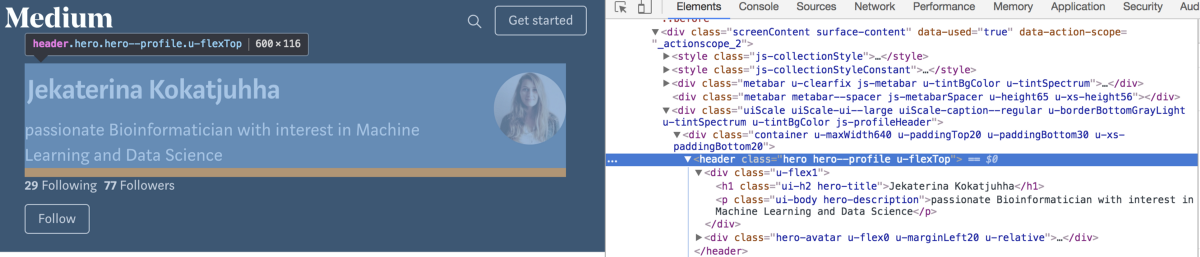 Medium
Get started
header.hero.hero--profile.u-flexTop | 600 × 116
Jekaterina Kokatjuhha
passionate Bioinformatician with interest in Machine
Learning and Data Science
29 Following 77 Followers
Follow
Elements Console Sources Network Performance Memory Application Security Aud
::before
▼<div class="screenContent surface-content" data-used="true" data-action-scope=
"_actionscope_2">
▶<style class="js-collectionStyle">…</style>
▶<style class="js-collectionStyleConstant">…</style>
▶<div class="metabar u-clearfix js-metabar u-tintBgColor u-tintSpectrum">…</div>
<div class="metabar metabar--spacer js-metabarSpacer u-height65 u-xs-height56"></div>
▼<div class="uiScale uiScale-ui--large uiScale-caption--regular u-borderBottomGrayLight
u-tintSpectrum u-tintBgColor js-profileHeader">
▼<div class="container u-maxWidth640 u-paddingTop20 u-paddingBottom30 u-xs-
paddingBottom20">
… ▼<header class="hero hero--profile u-flexTop"> == $0
▼<div class="u-flex1">
<h1 class="ui-h2 hero-title">Jekaterina Kokatjuhha</h1>
<p class="ui-body hero-description">passionate Bioinformatician with interest in
Machine Learning and Data Science</p>
</div>
▶<div class="hero-avatar u-flex0 u-marginLeft20 u-relative">…</div>
</header>